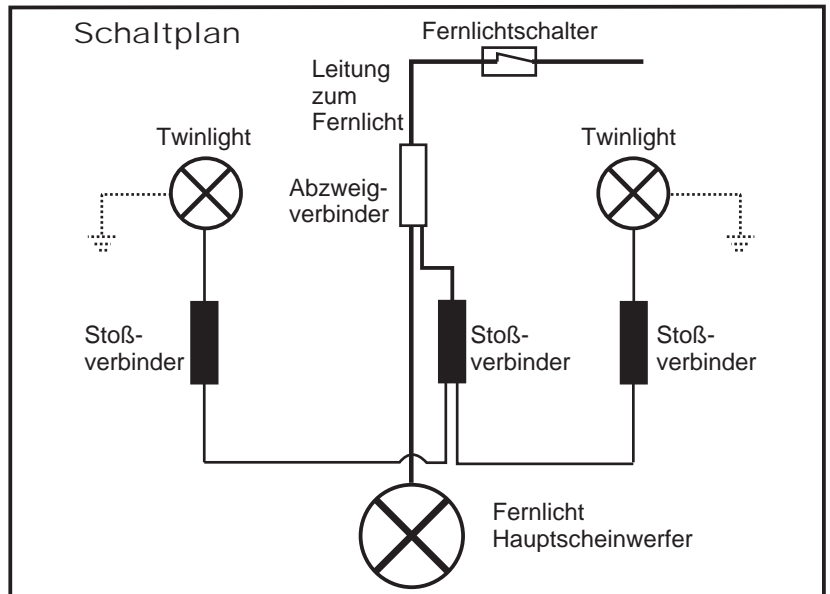 Schaltplan
Fernlichtschalter
Leitung
zum
Fernlicht
Twinlight
Twinlight
Abzweig-
verbinder
Stoß-
verbinder
Stoß-
verbinder
Stoß-
verbinder
Fernlicht
Hauptscheinwerfer